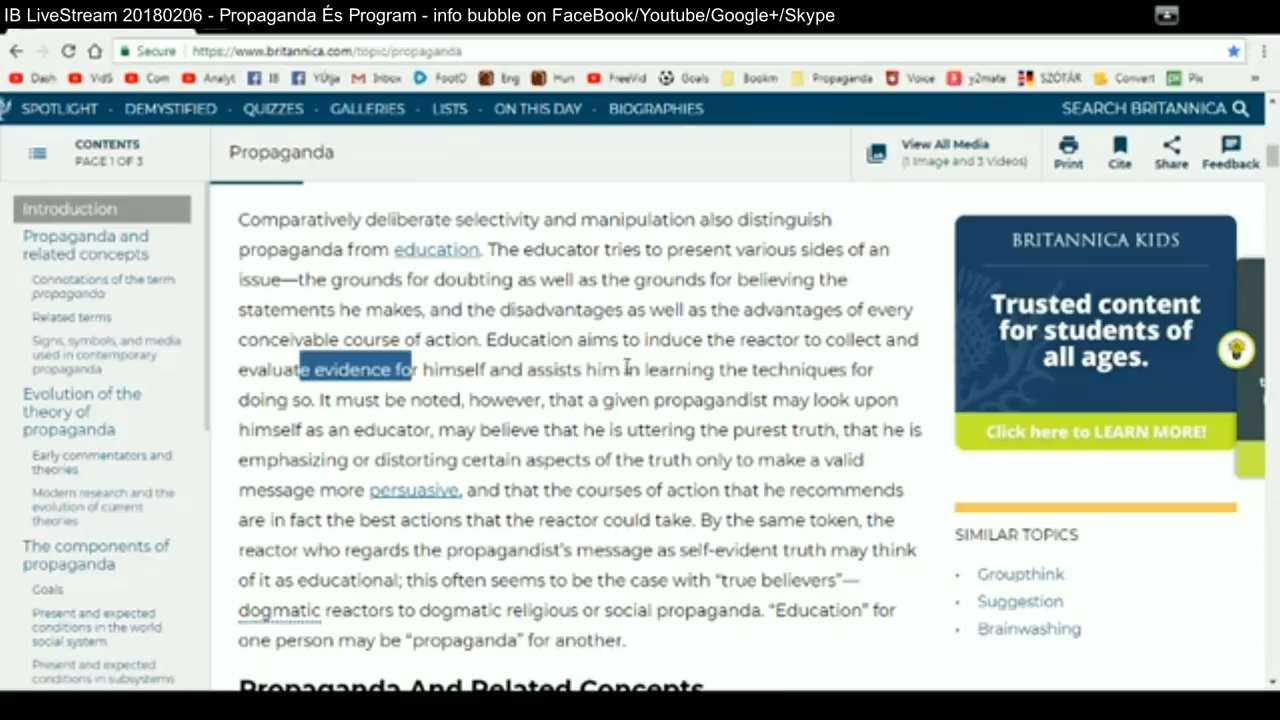 IB LiveStream 20180206 - Propaganda És Program - info bubble on FaceBook/Youtube/Google+/Skype
Secure https://www.britannica.com/topic/propaganda
Dash VidS Com Analyt IB YÚjtja Inbox FootO Eng Hun FreeVid Goals Bookm Propaganda Voice y2mate SZÓTÁR Convert Pix »
SPOTLIGHT · DEMYSTIFIED · QUIZZES · GALLERIES · LISTS · ON THIS DAY · BIOGRAPHIES SEARCH BRITANNICA
CONTENTS
PAGE 1 OF 3
Propaganda
View All Media
(1 Image and 3 Videos)
Print Cite Share Feedback
Introduction
Propaganda and
related concepts
Connotations of the term
propaganda
Related terms
Signs, symbols, and media
used in contemporary
propaganda
Evolution of the
theory of
propaganda
Early commentators and
theories
Modern research and the
evolution of current
theories
The components of
propaganda
Goals
Present and expected
conditions in the world
social system
Present and expected
conditions in subsystems
Comparatively deliberate selectivity and manipulation also distinguish
propaganda from education. The educator tries to present various sides of an
issue—the grounds for doubting as well as the grounds for believing the
statements he makes, and the disadvantages as well as the advantages of every
conceivable course of action. Education aims to induce the reactor to collect and
evaluate evidence for himself and assists him in learning the techniques for
doing so. It must be noted, however, that a given propagandist may look upon
himself as an educator, may believe that he is uttering the purest truth, that he is
emphasizing or distorting certain aspects of the truth only to make a valid
message more persuasive, and that the courses of action that he recommends
are in fact the best actions that the reactor could take. By the same token, the
reactor who regards the propagandist's message as self-evident truth may think
of it as educational; this often seems to be the case with “true believers”—
dogmatic reactors to dogmatic religious or social propaganda. “Education” for
one person may be “propaganda” for another.
Propaganda And Related Concepts
BRITANNICA KIDS
Trusted content
for students of
all ages.
Click here to LEARN MORE!
SIMILAR TOPICS
• Groupthink
• Suggestion
• Brainwashing